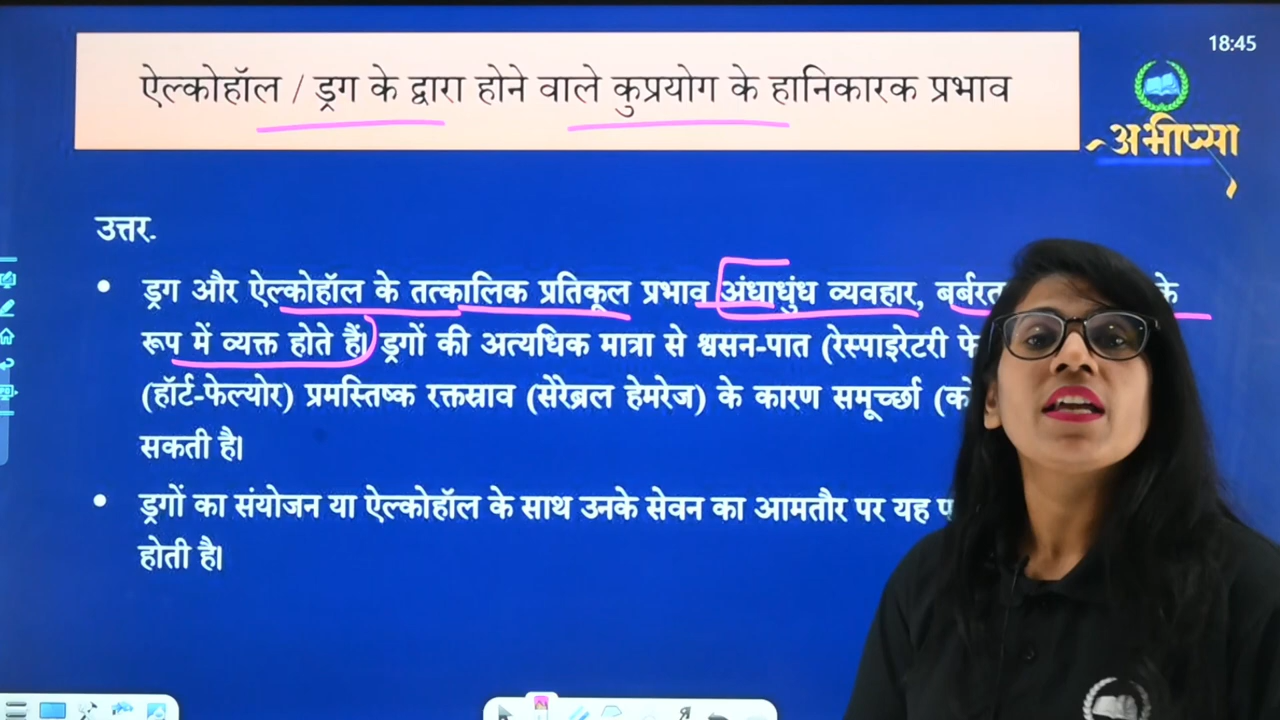 18:45
ऐल्कोहॉल / ड्रग के द्वारा होने वाले कुप्रयोग के हानिकारक प्रभाव
अभीप्सा
उत्तर.
• ड्रग और ऐल्कोहॉल के तत्कालिक प्रतिकूल प्रभाव अंधाधुंध व्यवहार, के
रूप में व्यक्त होते हैं। ड्रगों की अत्यधिक मात्रा से श्वसन-पात (रेस्पाइरेटरी
(हॉर्ट-फेल्योर) प्रमस्तिष्क रक्तस्राव (सेरेब्रल हेमरेज) के कारण समूर्च्छा
सकती है।
• ड्रगों का संयोजन या ऐल्कोहॉल के साथ उनके सेवन का आमतौर पर यह
होती है।